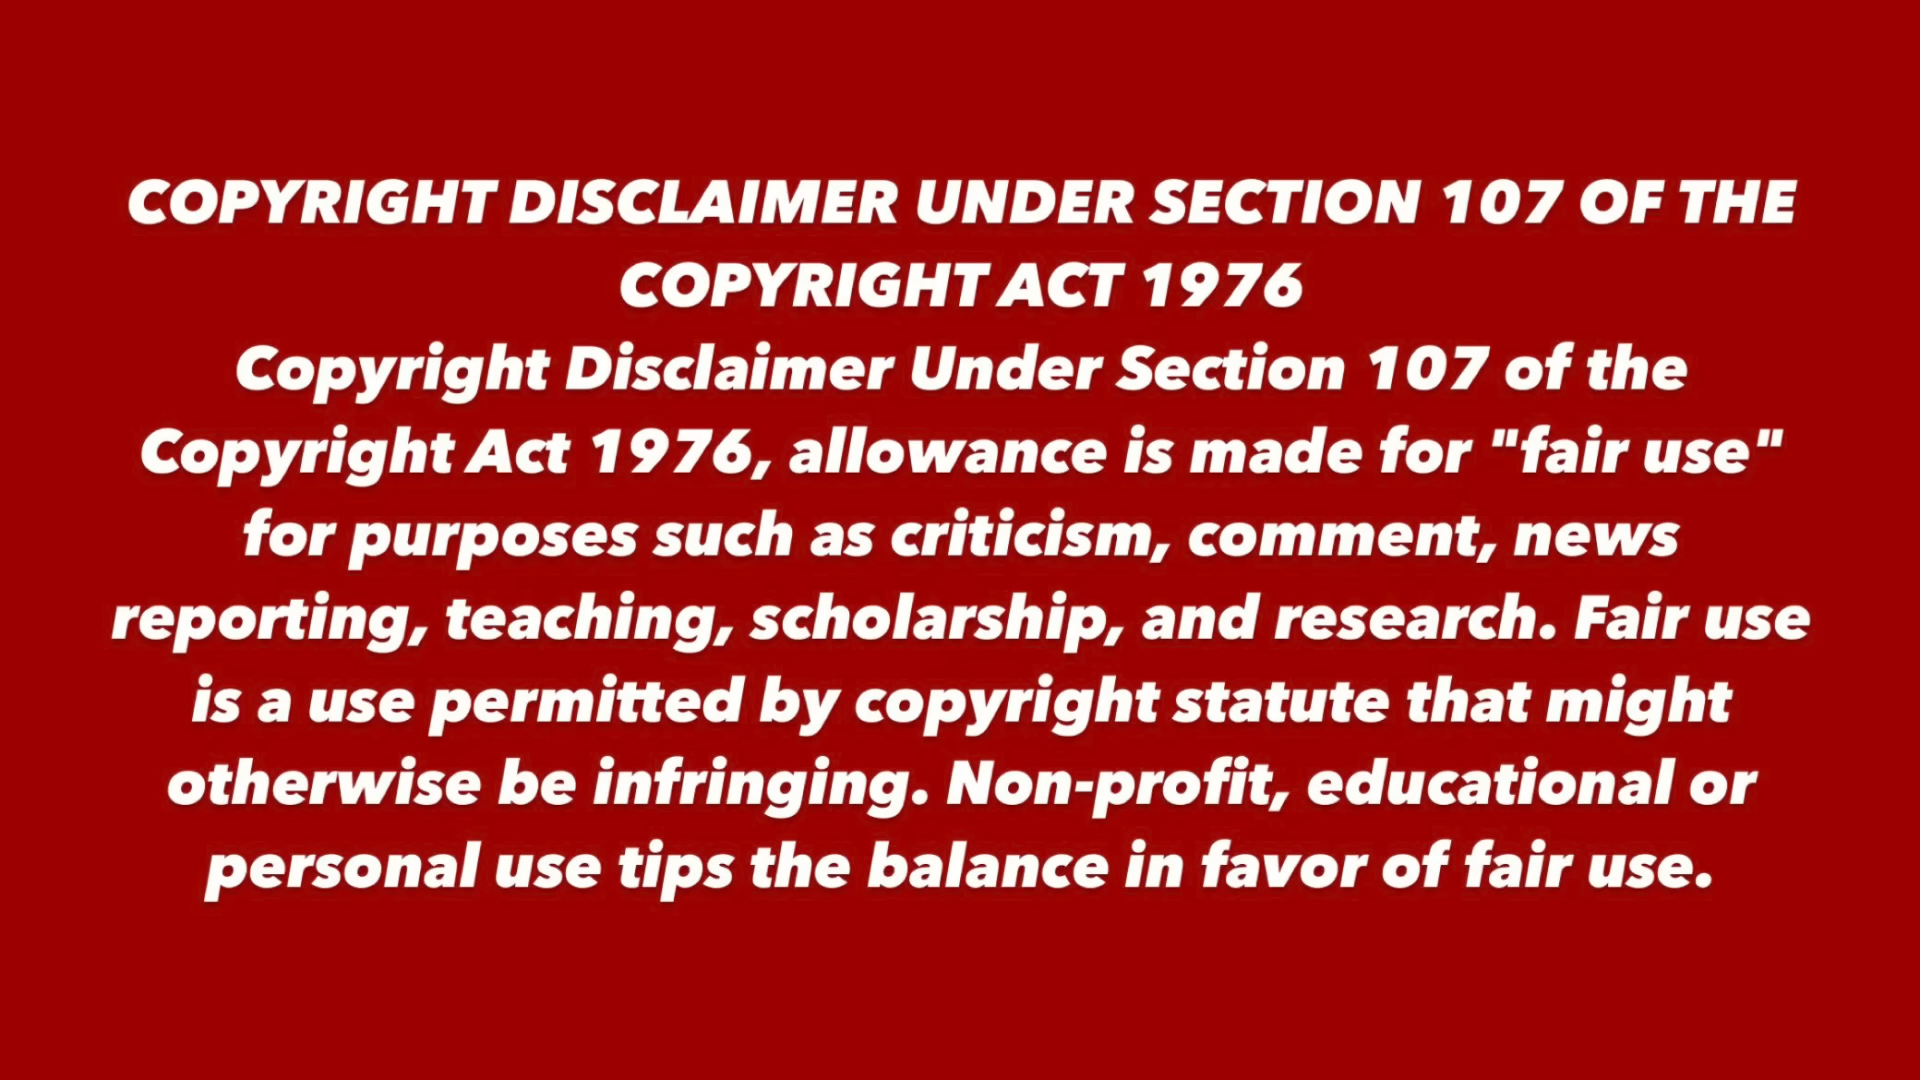 COPYRIGHT DISCLAIMER UNDER SECTION 107 OF THE
COPYRIGHT ACT 1976
Copyright Disclaimer Under Section 107 of the
Copyright Act 1976, allowance is made for "fair use"
for purposes such as criticism, comment, news
reporting, teaching, scholarship, and research. Fair use
is a use permitted by copyright statute that might
otherwise be infringing. Non-profit, educational or
personal use tips the balance in favor of fair use.